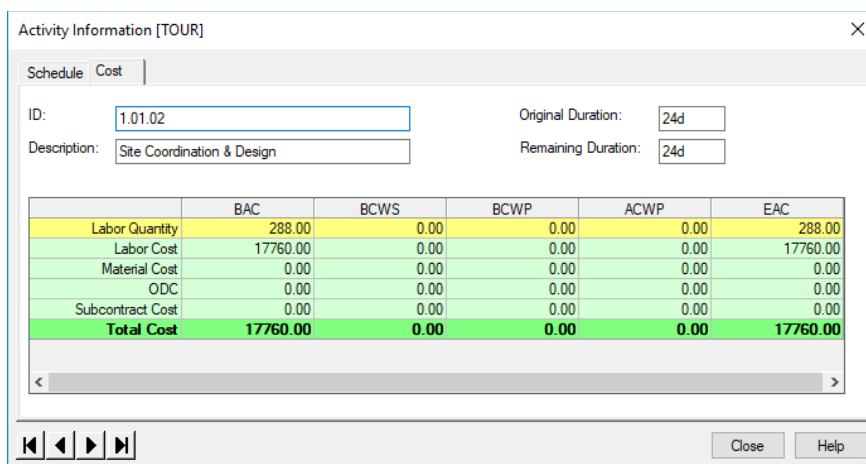 Activity Information [TOUR]
Schedule Cost
ID: 1.01.02 Original Duration: 24d
Description: Site Coordination & Design Remaining Duration: 24d
BAC BCWS BCWP ACWP EAC
Labor Quantity 288.00 0.00 0.00 0.00 288.00
Labor Cost 17760.00 0.00 0.00 0.00 17760.00
Material Cost 0.00 0.00 0.00 0.00 0.00
ODC 0.00 0.00 0.00 0.00 0.00
Subcontract Cost 0.00 0.00 0.00 0.00 0.00
Total Cost 17760.00 0.00 0.00 0.00 17760.00
Close Help